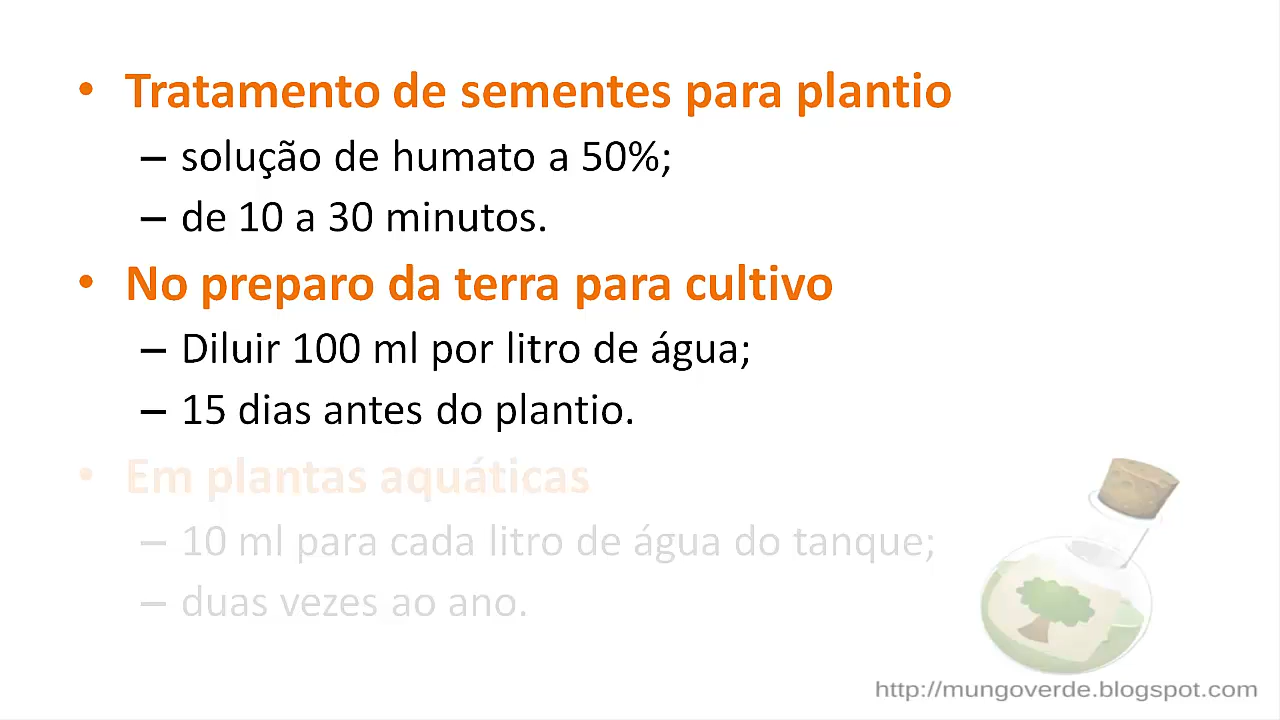 • Tratamento de sementes para plantio
– solução de humato a 50%;
– de 10 a 30 minutos.
• No preparo da terra para cultivo
– Diluir 100 ml por litro de água;
– 15 dias antes do plantio.
• Em plantas aquáticas
– 10 ml para cada litro de água do tanque;
– duas vezes ao ano.
http://mungoverde.blogspot.com